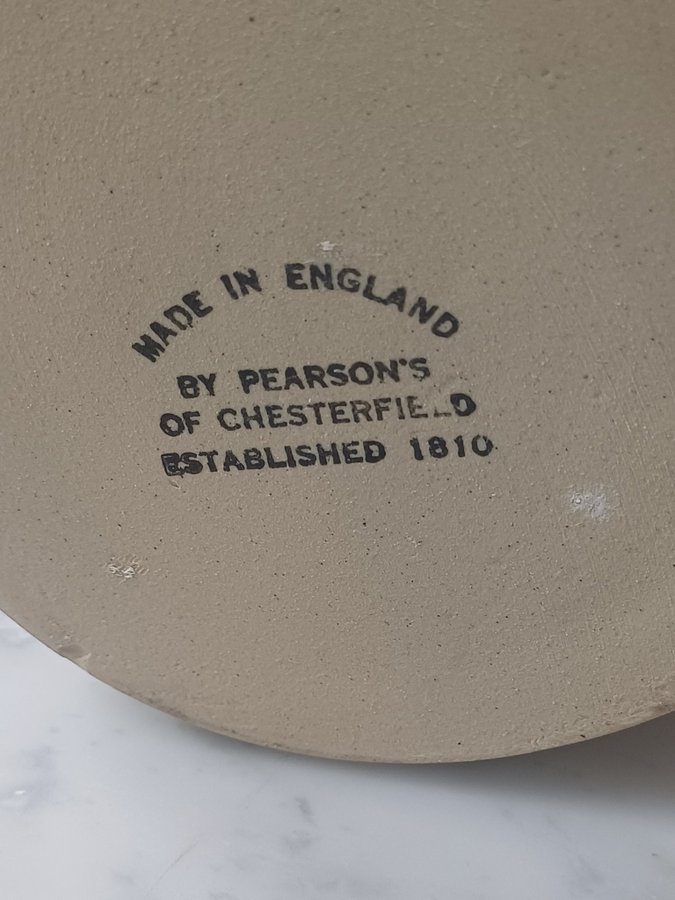 MADE IN ENGLAND
BY PEARSON'S
OF CHESTERFIELD
ESTABLISHED 1810